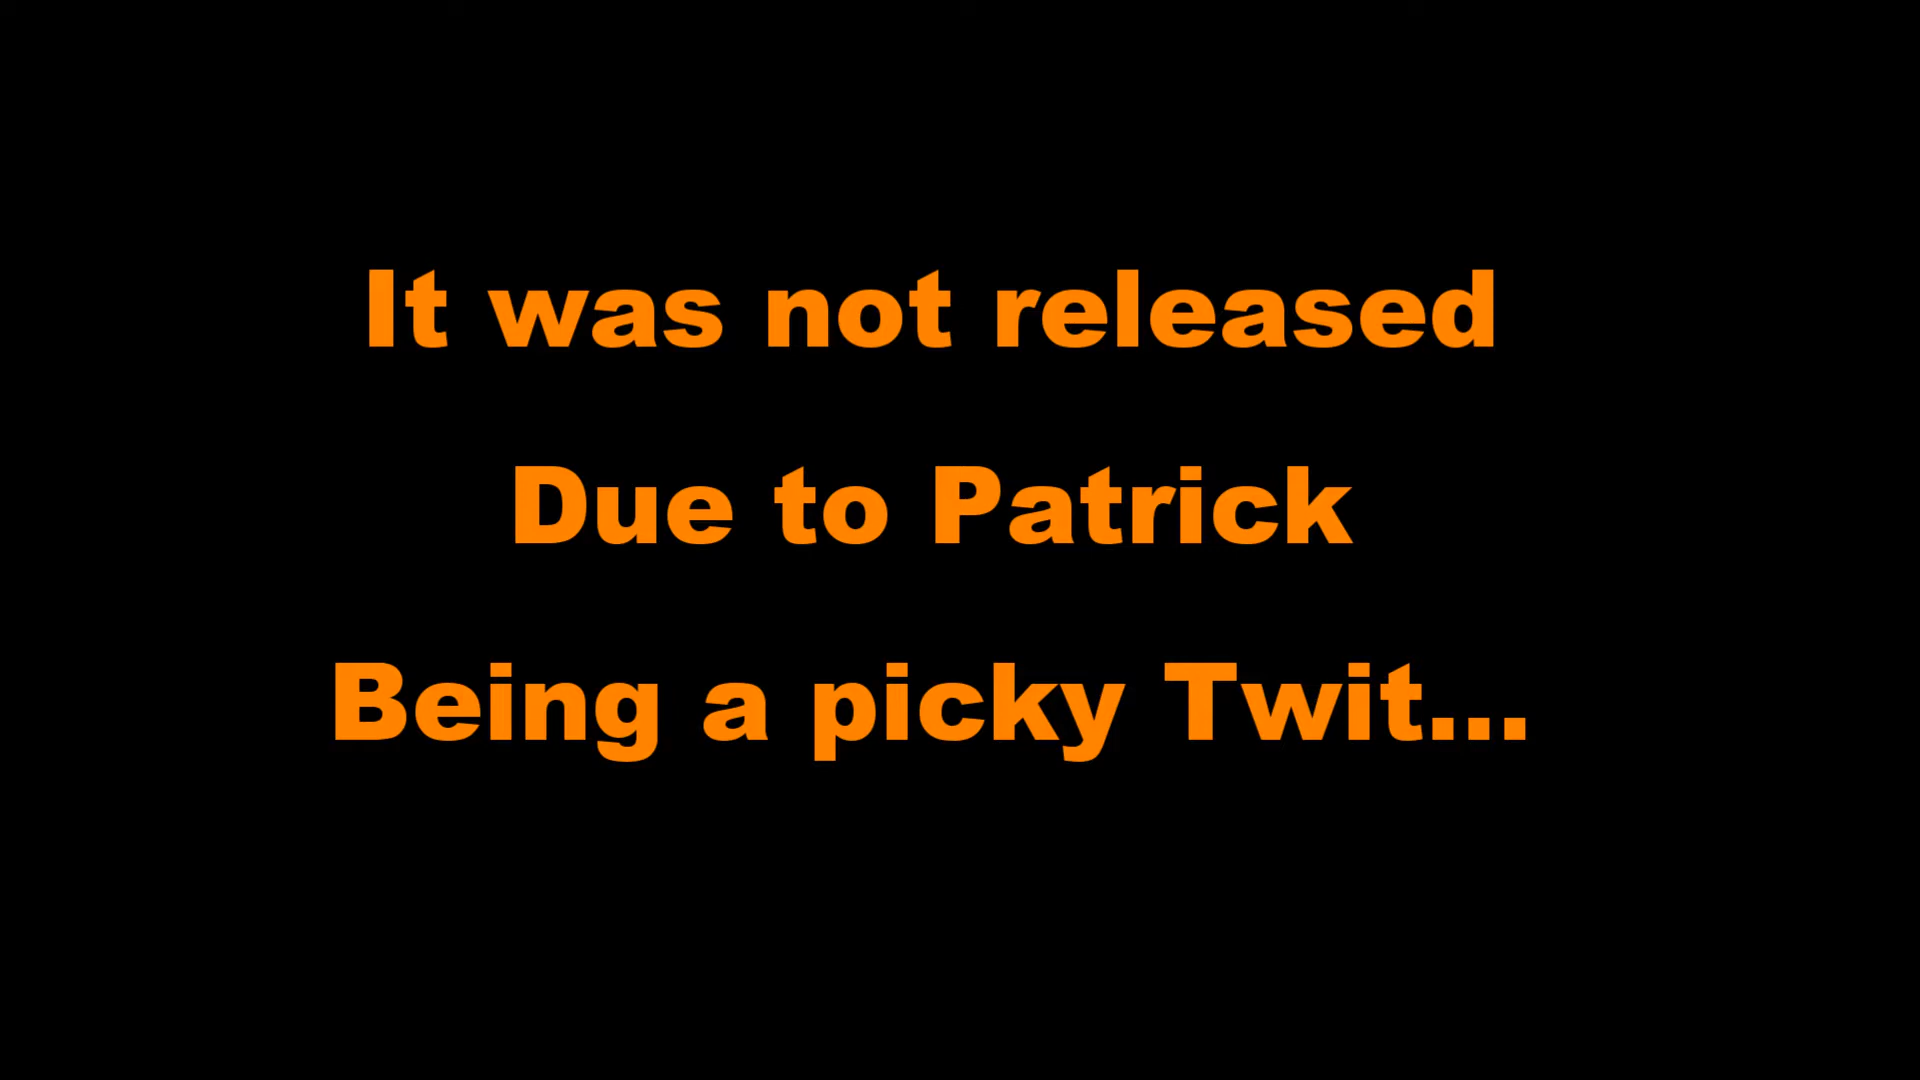 It was not released
Due to Patrick
Being a picky Twit...